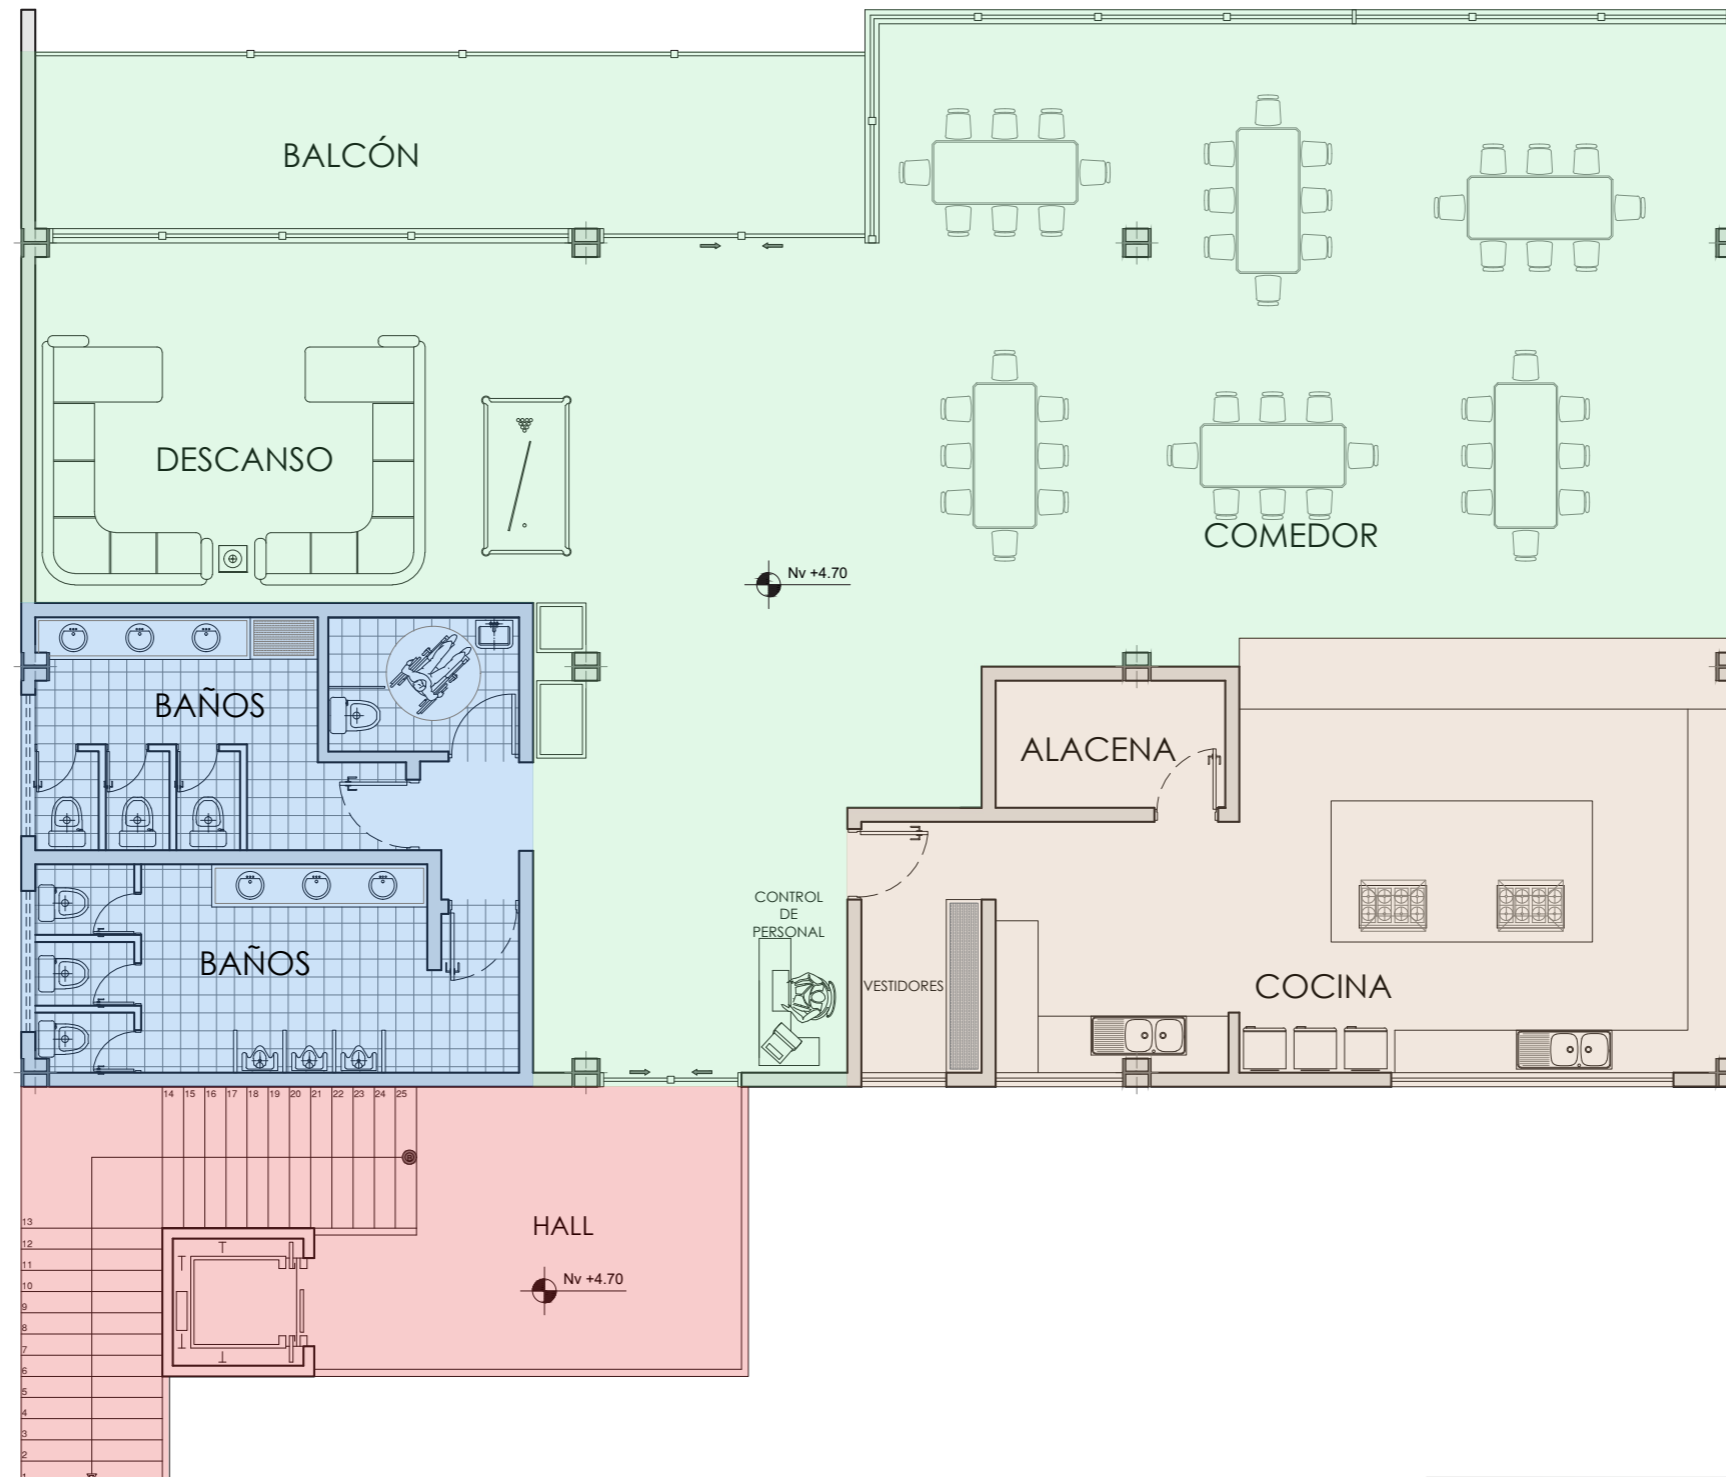 BALCÓN
DESCANSO
COMEDOR
Nv +4.70
BAÑOS
ALACENA
CONTROL
DE
PERSONAL
BAÑOS
VESTIDORES
COCINA
14 15 16 17 18 19 20 21 22 23 24 25
HALL
Nv +4.70
13
12
11
10
9
8
7
6
5
4
3
2
1